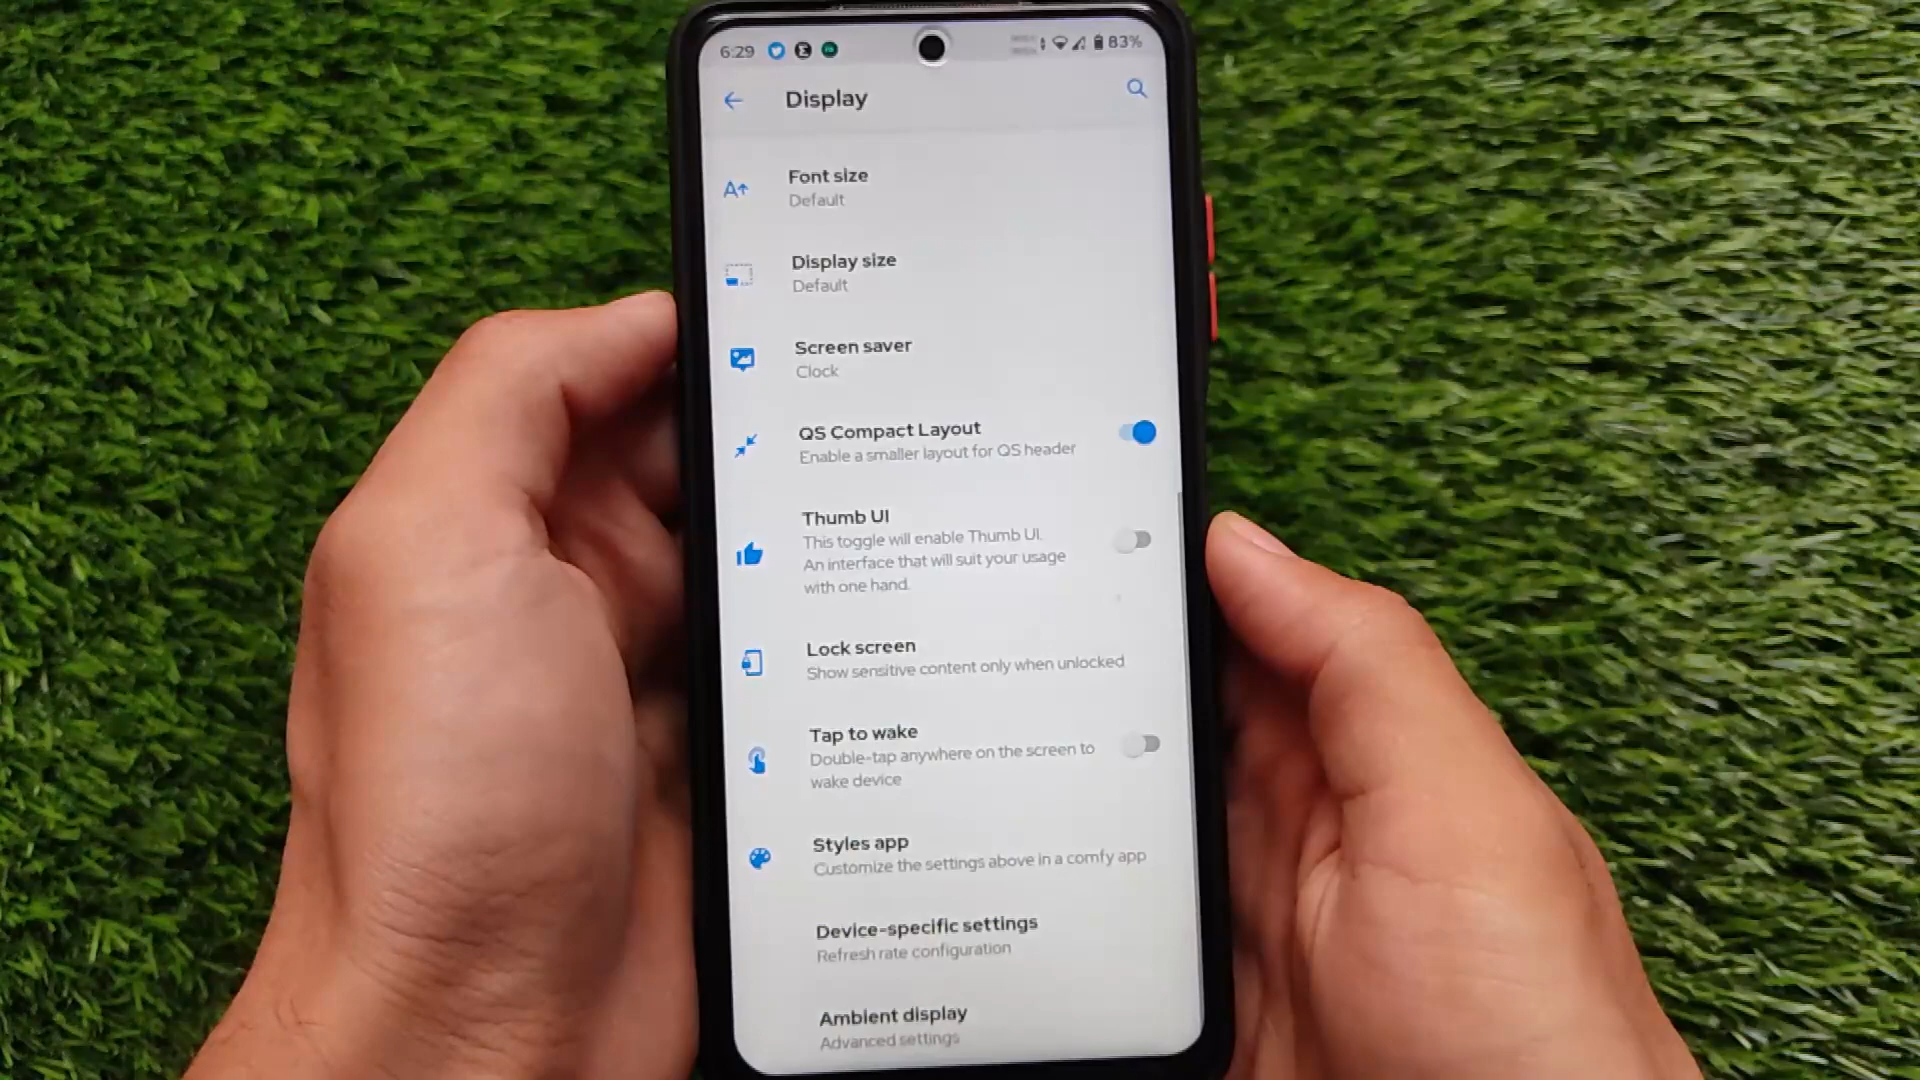 6:29
83%
Display
Font size
Default
Display size
Default
Screen saver
Clock
QS Compact Layout
Enable a smaller layout for QS header
Thumb UI
This toggle will enable Thumb UI.
An interface that will suit your usage
with one hand.
Lock screen
Show sensitive content only when unlocked
Tap to wake
Double-tap anywhere on the screen to
wake device
Styles app
Customize the settings above in a comfy app
Device-specific settings
Refresh rate configuration
Ambient display
Advanced settings